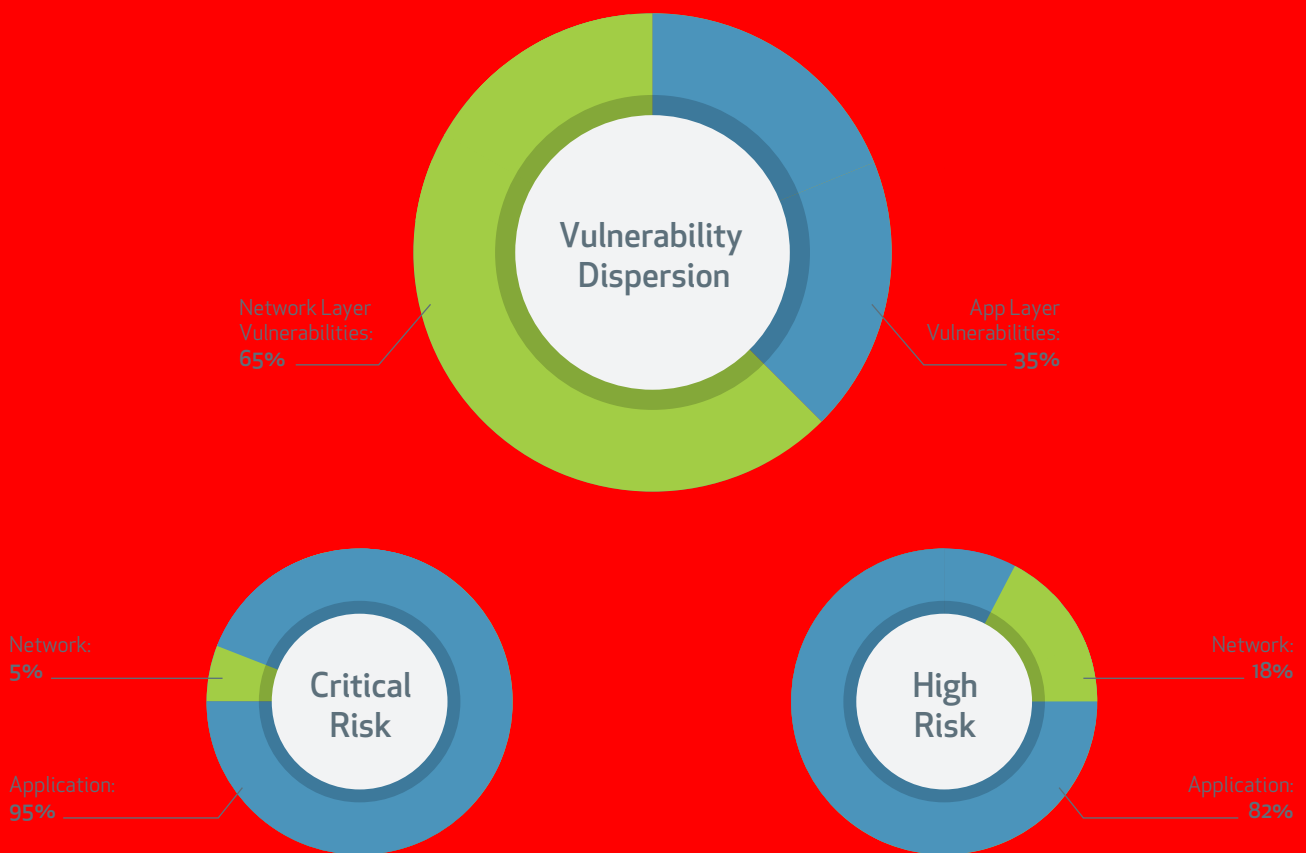 Vulnerability
Dispersion
Network Layer
Vulnerabilities:
65%
App Layer
Vulnerabilities:
35%
Critical
Risk
Network:
5%
Application:
95%
High
Risk
Network:
18%
Application:
82%